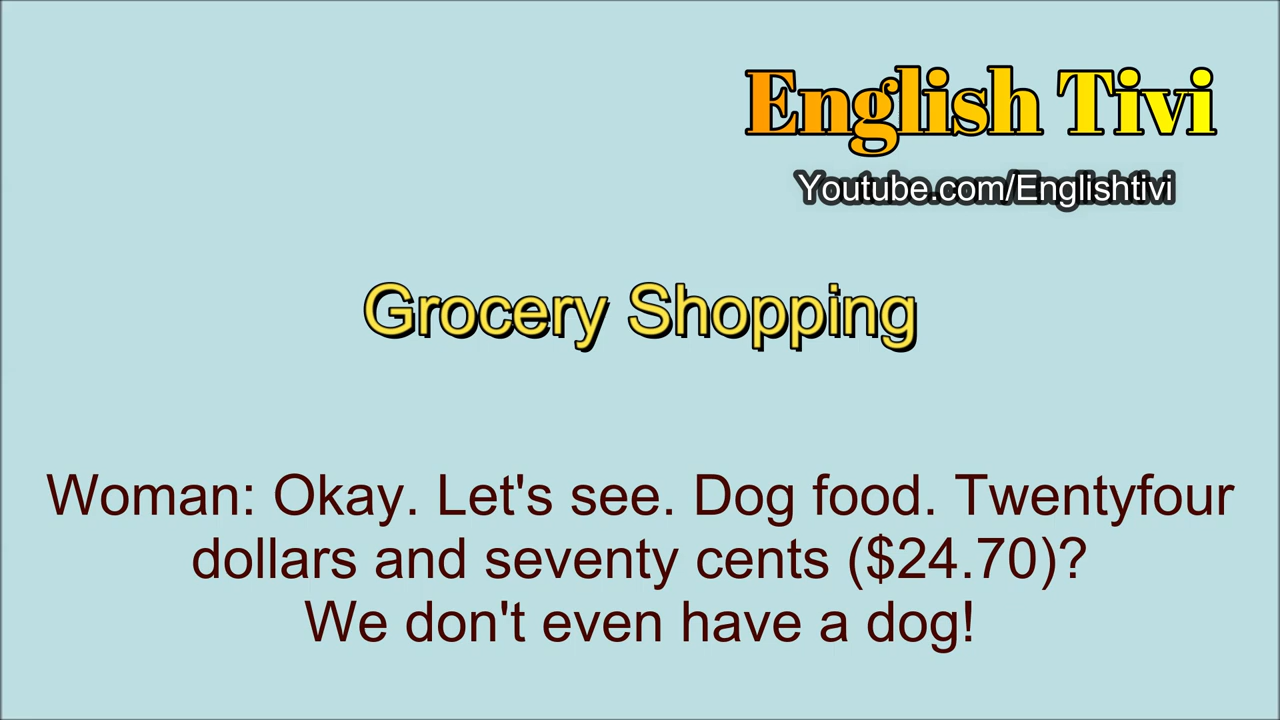 English Tivi
Youtube.com/Englishtivi
Grocery Shopping
Woman: Okay. Let's see. Dog food. Twentyfour
dollars and seventy cents ($24.70)?
We don't even have a dog!